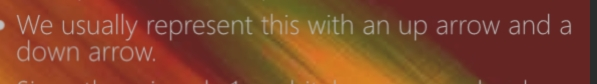 • We usually represent this with an up arrow and a
down arrow.